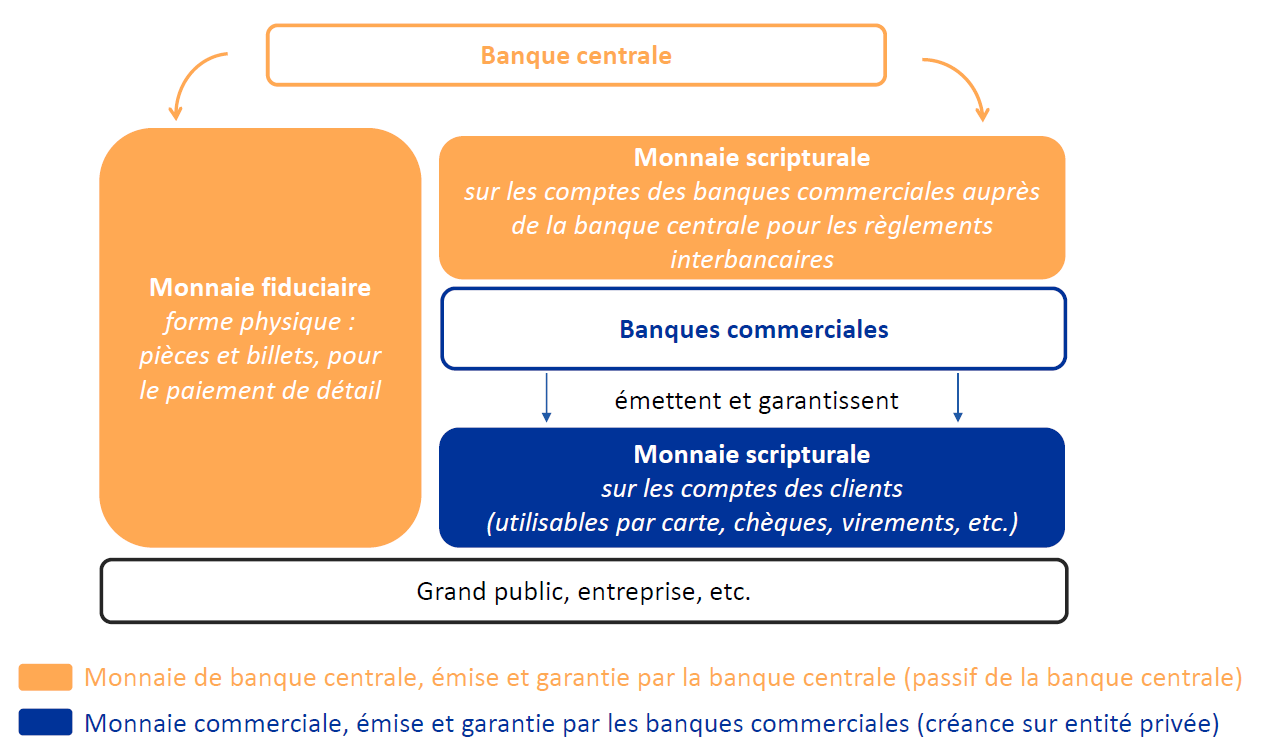 Banque centrale
Monnaie fiduciaire
forme physique :
pièces et billets, pour
le paiement de détail
Monnaie scripturale
sur les comptes des banques commerciales auprès
de la banque centrale pour les règlements
interbancaires
Banques commerciales
émettent et garantissent
Monnaie scripturale
sur les comptes des clients
(utilisables par carte, chèques, virements, etc.)
Grand public, entreprise, etc.
Monnaie de banque centrale, émise et garantie par la banque centrale (passif de la banque centrale)
Monnaie commerciale, émise et garantie par les banques commerciales (créance sur entité privée)